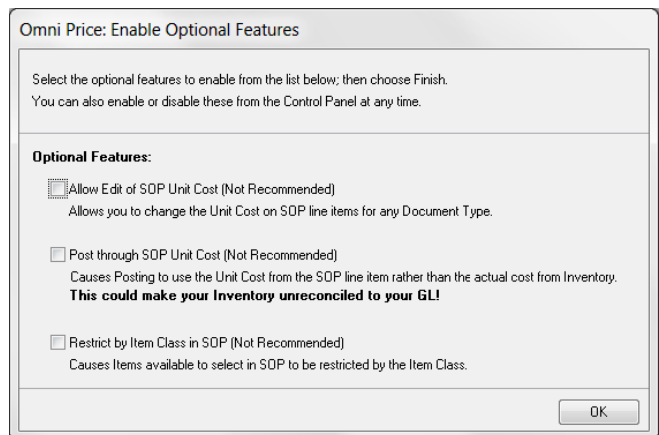 Omni Price: Enable Optional Features
Select the optional features to enable from the list below; then choose Finish.
You can also enable or disable these from the Control Panel at any time.
Optional Features:
Allow Edit of SOP Unit Cost (Not Recommended)
Allows you to change the Unit Cost on SOP line items for any Document Type.
Post through SOP Unit Cost (Not Recommended)
Causes Posting to use the Unit Cost from the SOP line item rather than the actual cost from Inventory.
This could make your Inventory unreconciled to your GL!
Restrict by Item Class in SOP (Not Recommended)
Causes Items available to select in SOP to be restricted by the Item Class.
OK